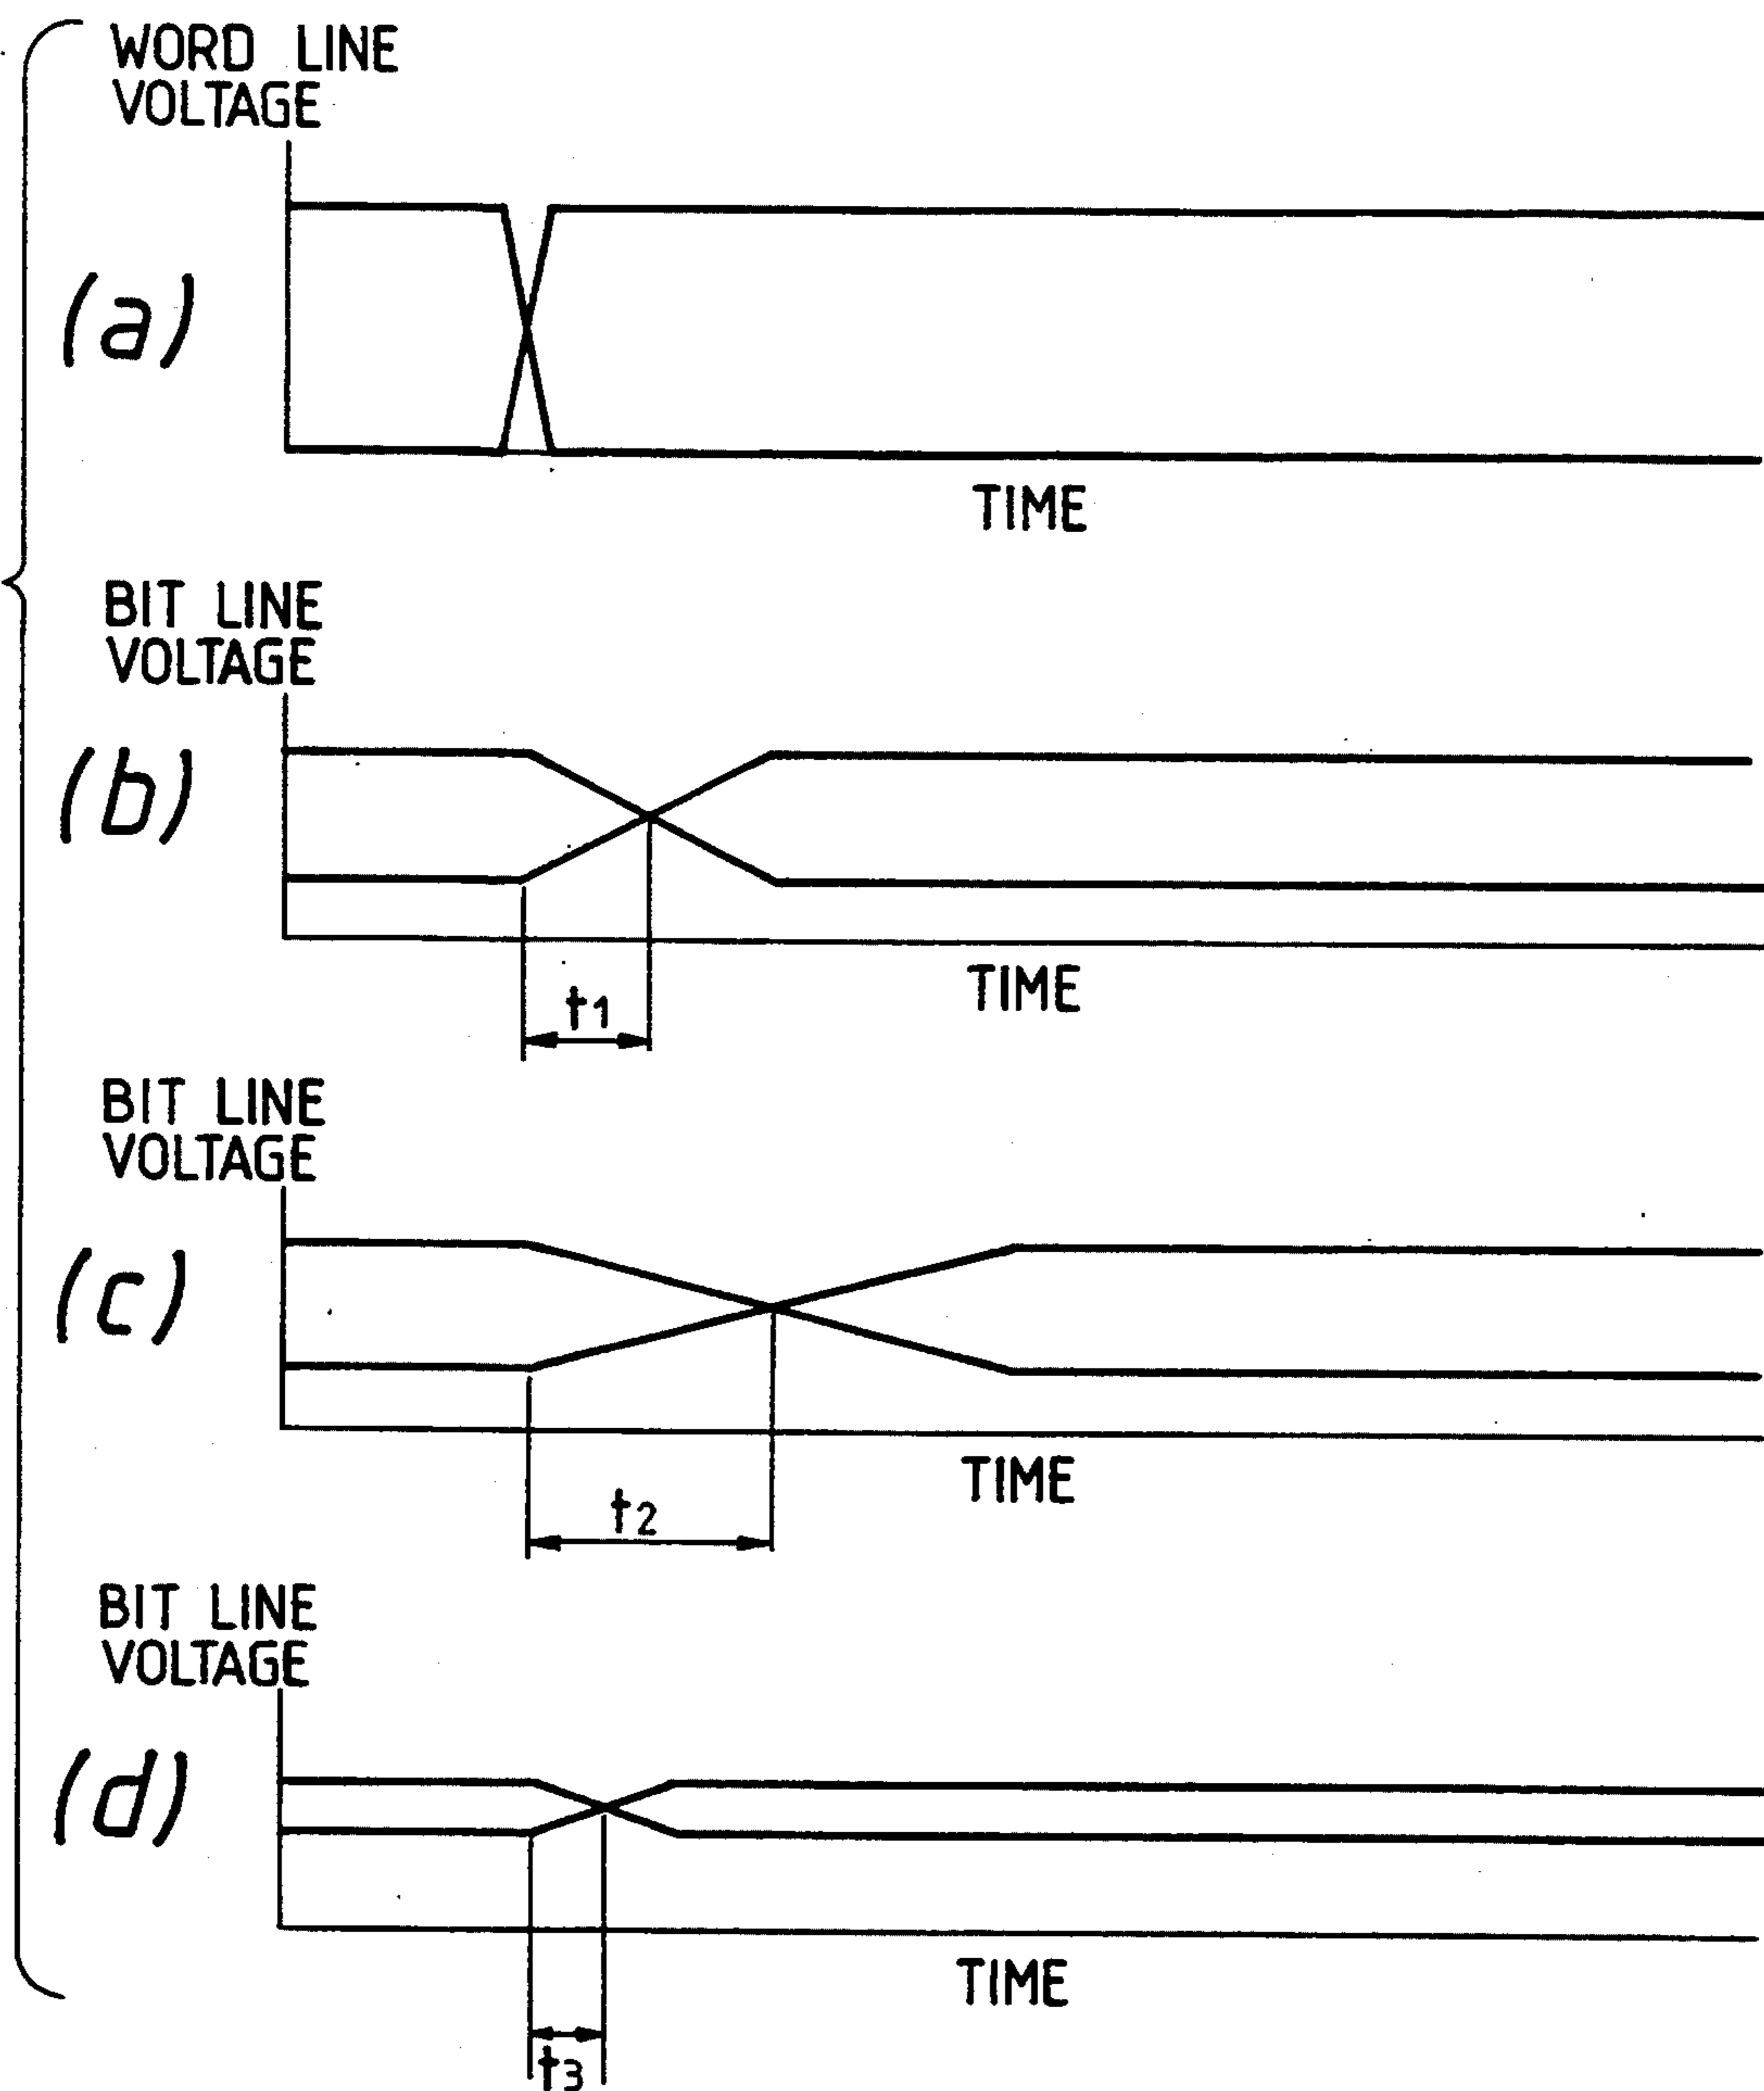 WORD LINE
VOLTAGE
(a)
TIME
BIT LINE
VOLTAGE
(b)
TIME
t1
BIT LINE
VOLTAGE
(c)
TIME
t2
BIT LINE
VOLTAGE
(d)
TIME
t3